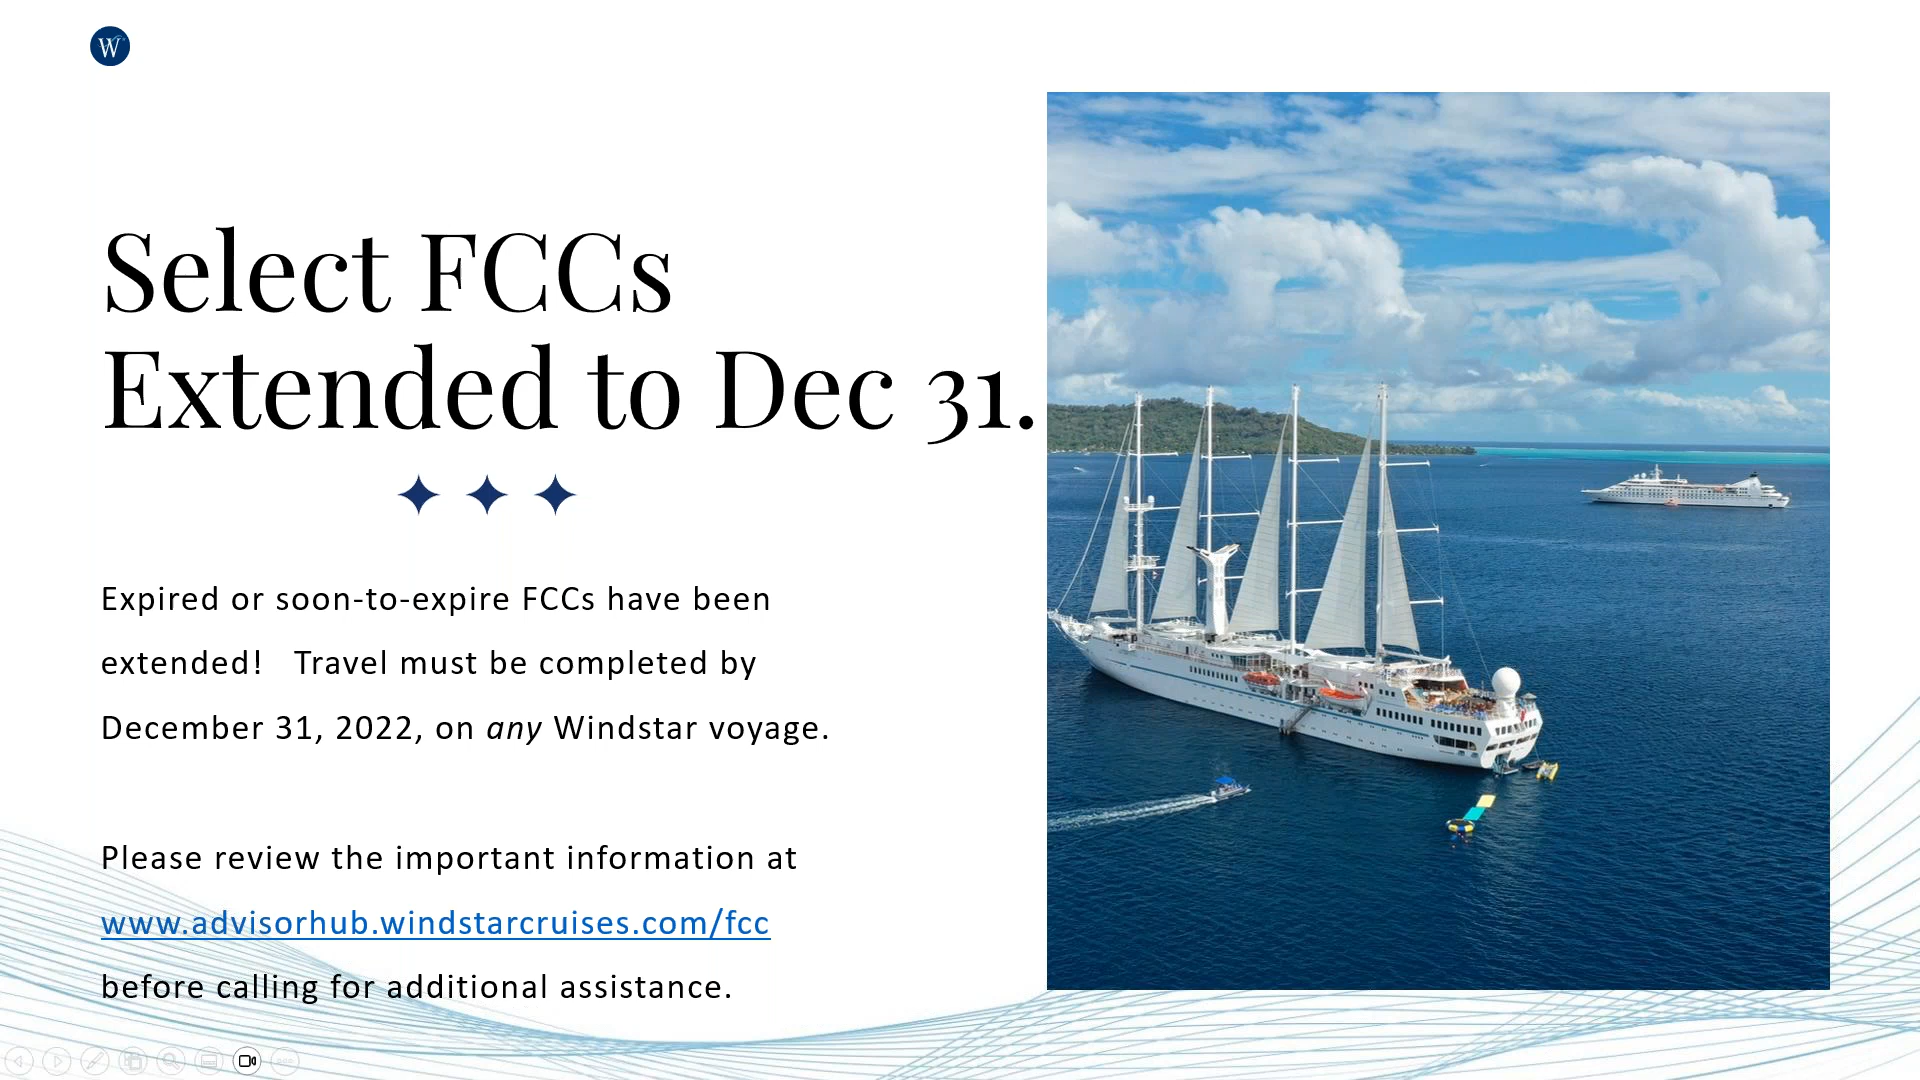 W
Select FCCs
Extended to Dec 31.
Expired or soon-to-expire FCCs have been
extended!   Travel must be completed by
December 31, 2022, on any Windstar voyage.
Please review the important information at
www.advisorhub.windstarcruises.com/fcc
before calling for additional assistance.